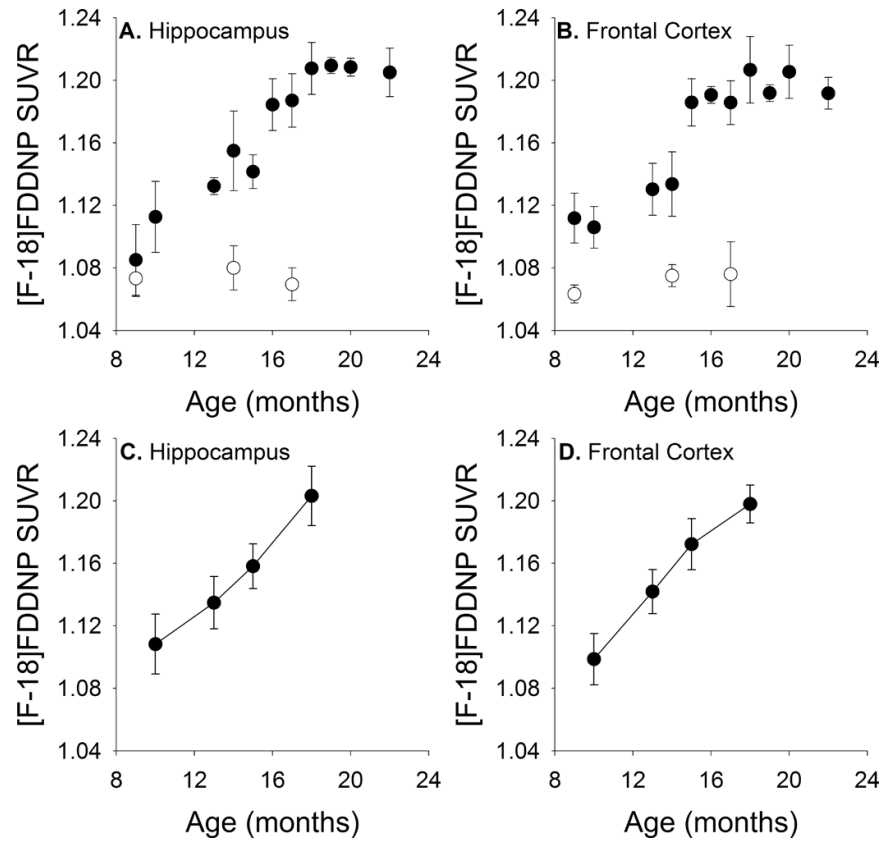 A. Hippocampus
[F-18]FDDNP SUVR
1.24
1.20
1.16
1.12
1.08
1.04
8 12 16 20 24
Age (months)
B. Frontal Cortex
[F-18]FDDNP SUVR
1.24
1.20
1.16
1.12
1.08
1.04
8 12 16 20 24
Age (months)
C. Hippocampus
[F-18]FDDNP SUVR
1.24
1.20
1.16
1.12
1.08
1.04
8 12 16 20 24
Age (months)
D. Frontal Cortex
[F-18]FDDNP SUVR
1.24
1.20
1.16
1.12
1.08
1.04
8 12 16 20 24
Age (months)